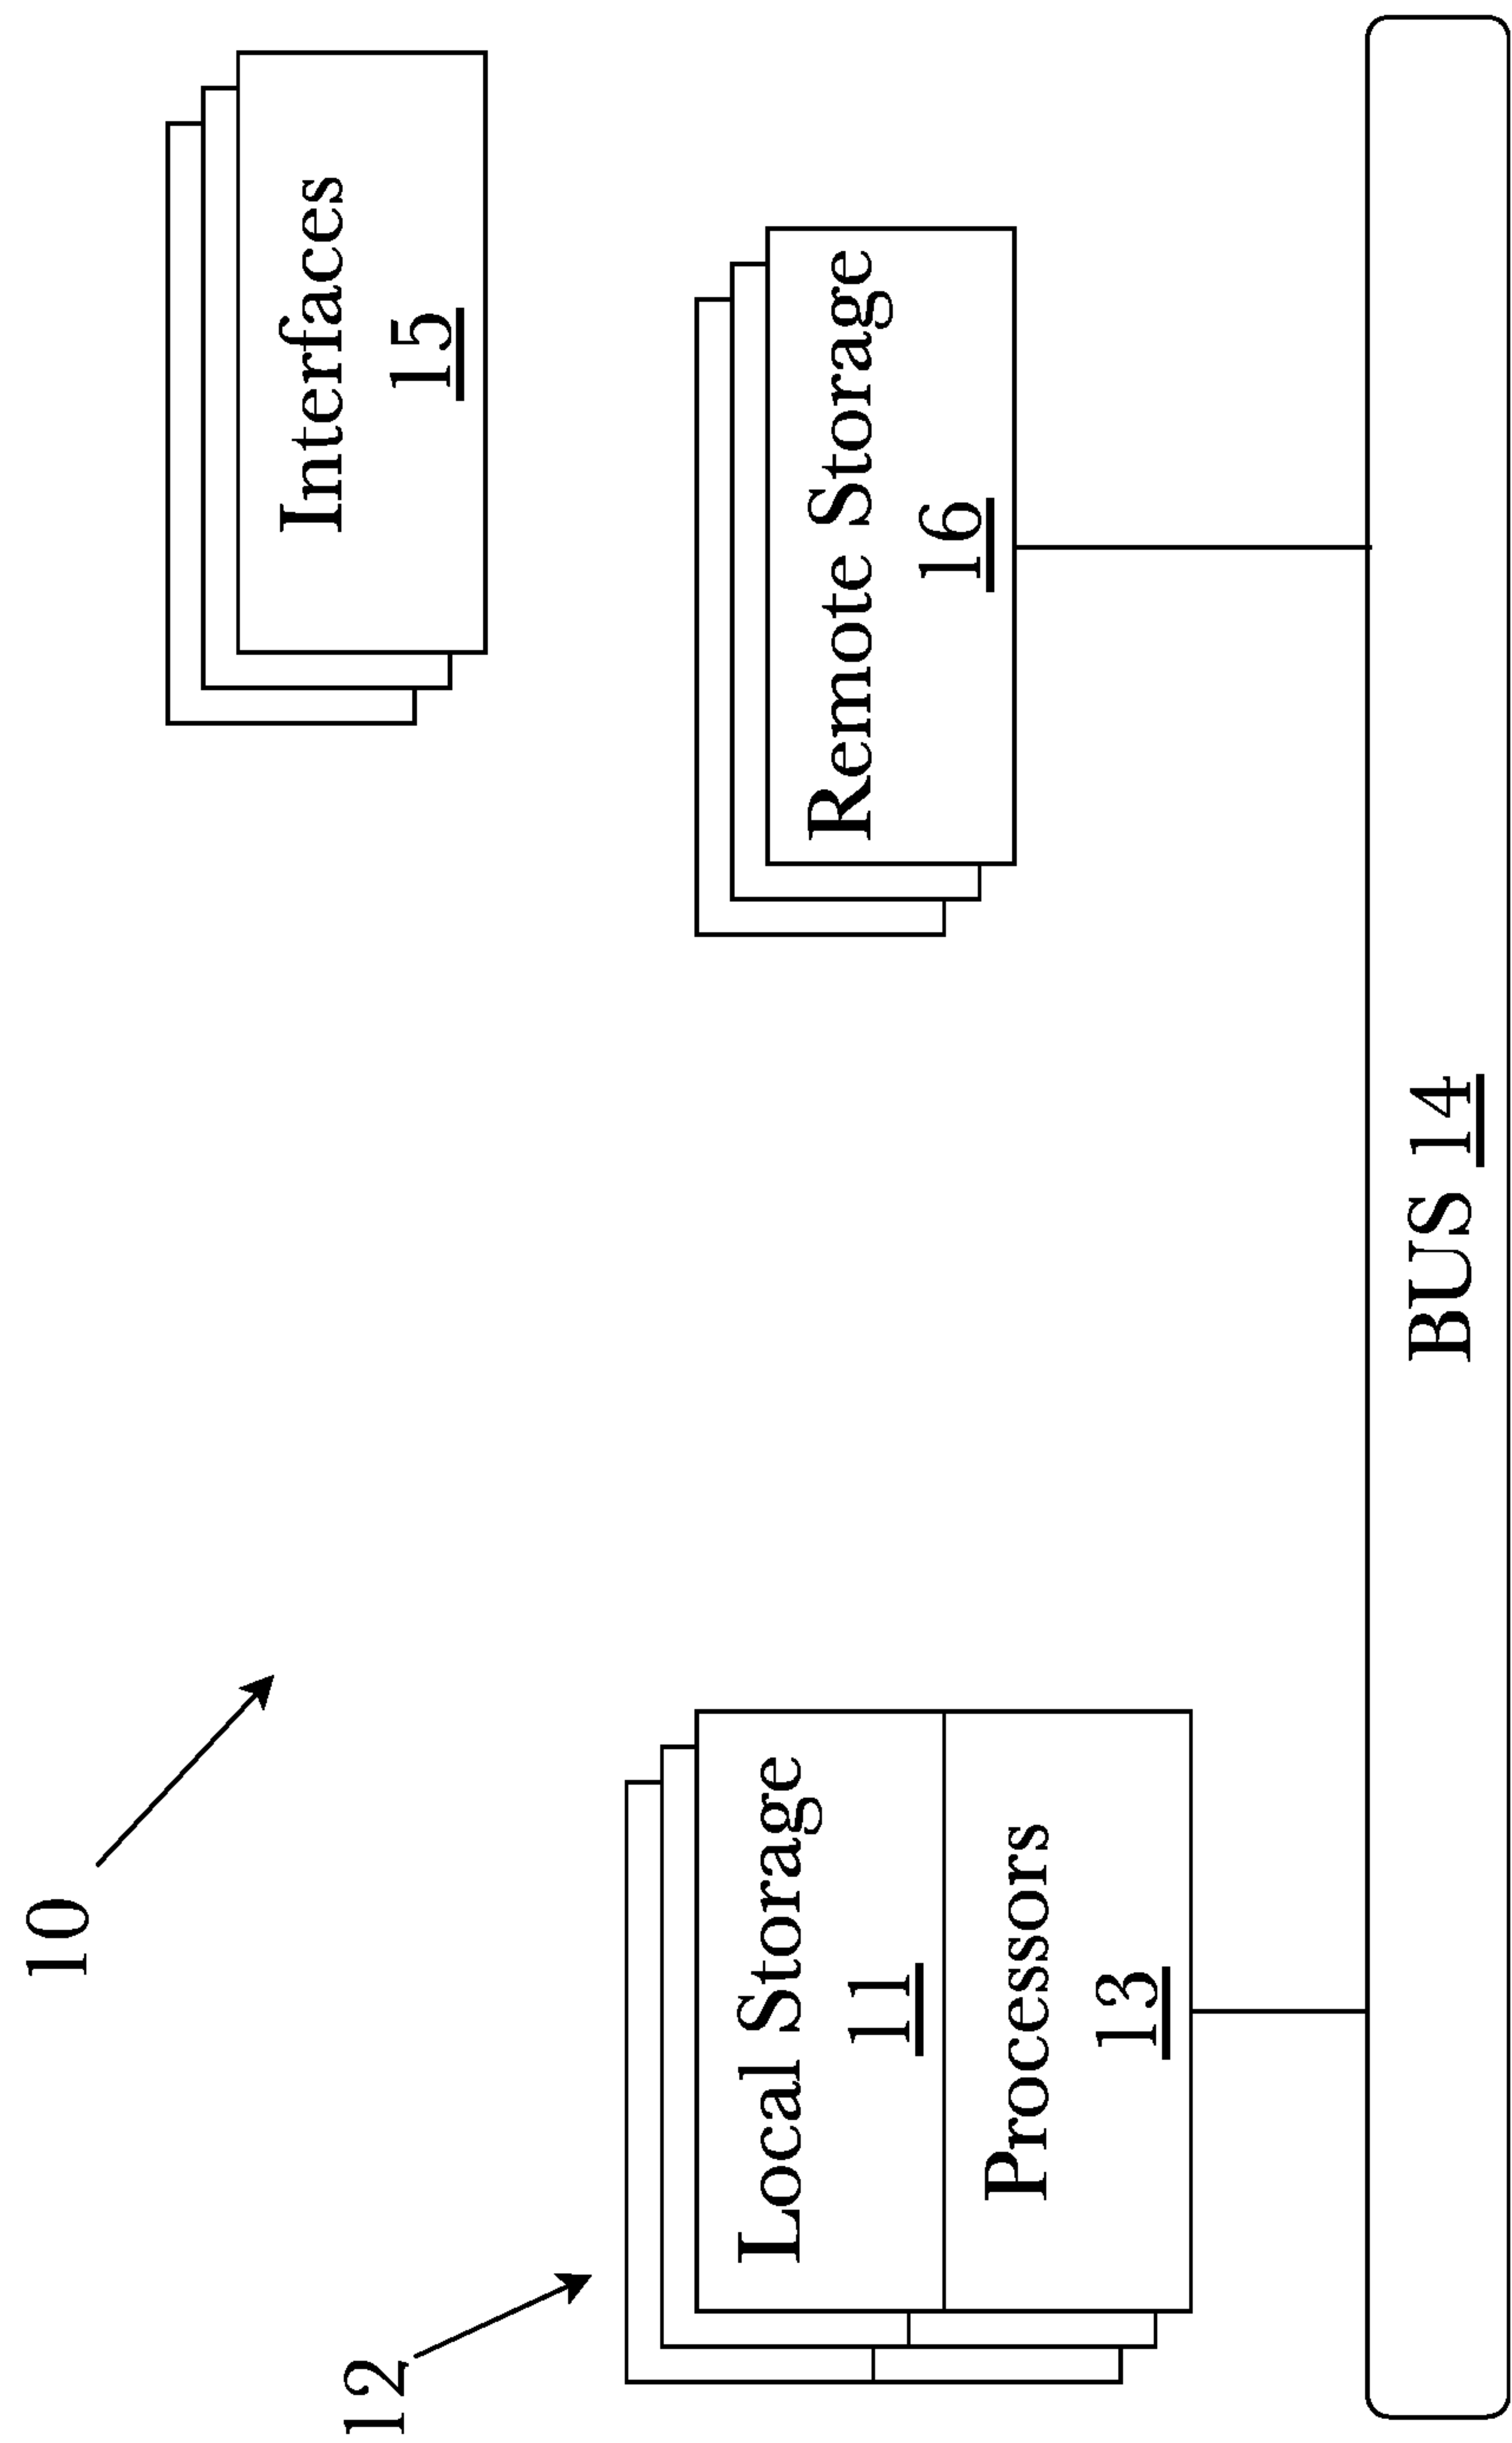 10
12
Interfaces
15
Local Storage
11
Remote Storage
16
Processors
13
BUS 14